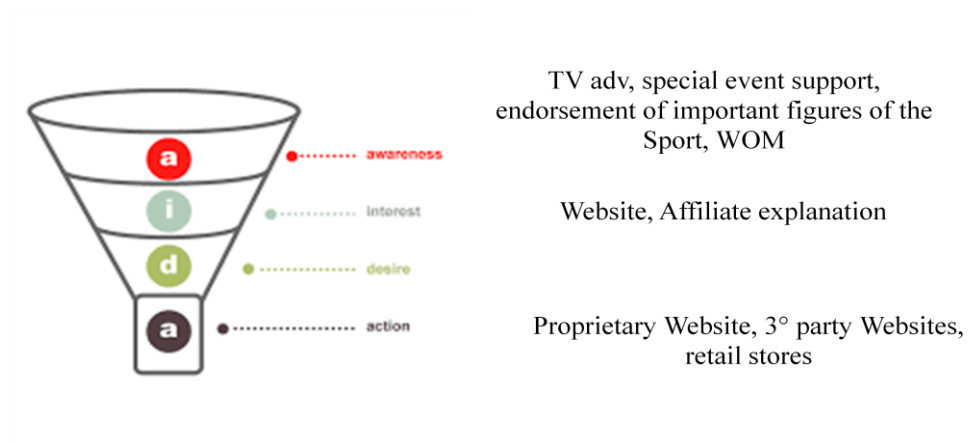 TV adv, special event support,
endorsement of important figures of the
Sport, WOM
a
awareness
i
interest
Website, Affiliate explanation
d
desire
a
action
Proprietary Website, 3° party Websites,
retail stores